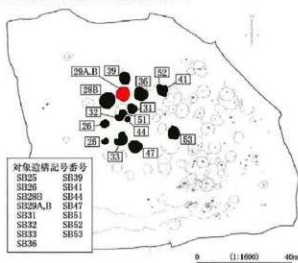 39
52
29A,B
36
41
28B
31
32
51
26
44
25
33
47
53
対象遺構記号番号
SB25 SB39
SB26 SB41
SB28B SB44
SB29A,B SB47
SB31 SB51
SB32 SB52
SB33 SB53
SB36
0 (1:1600) 40m